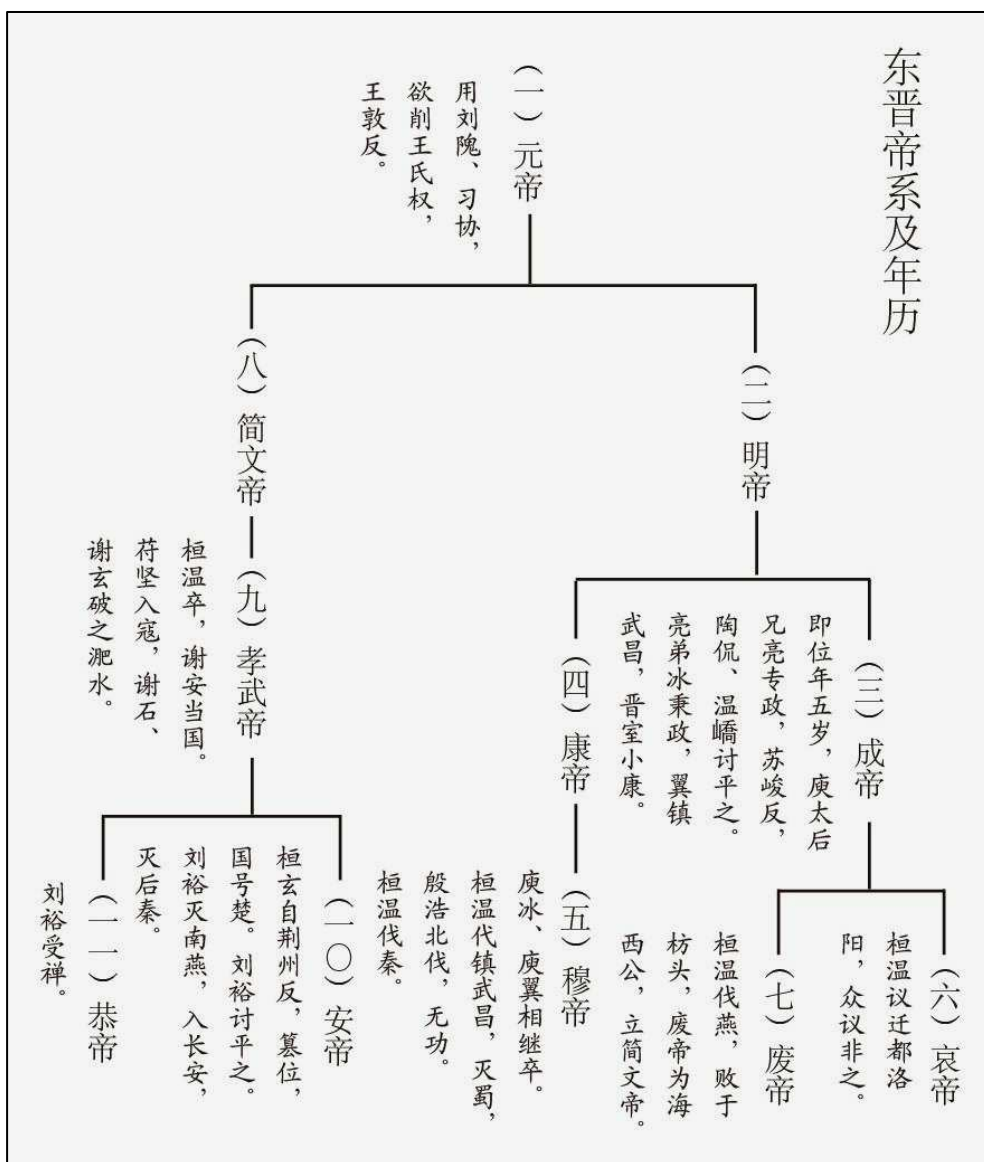 东晋帝系及年历
（一）元帝
用刘隗、习协，
欲削王氏权，
王敦反。
（二）明帝
（三）成帝
即位年五岁，庾太后
兄亮专政，苏峻反，
陶侃、温峤讨平之。
亮弟冰秉政，翼镇
武昌，晋室小康。
（四）康帝
（五）穆帝
庾冰、庾翼相继卒。
桓温代镇武昌，灭蜀，
殷浩北伐，无功。
桓温伐秦。
（六）哀帝
桓温议迁都洛
阳，众议非之。
（七）废帝
桓温伐燕，败于
枋头，废帝为海
西公，立简文帝。
（八）简文帝
（九）孝武帝
桓温卒，谢安当国。
苻坚入寇，谢石、
谢玄破之淝水。
（一〇）安帝
桓玄自荆州反，篡位，
国号楚。刘裕讨平之。
刘裕灭南燕，入长安，
灭后秦。
（一一）恭帝
刘裕受禅。